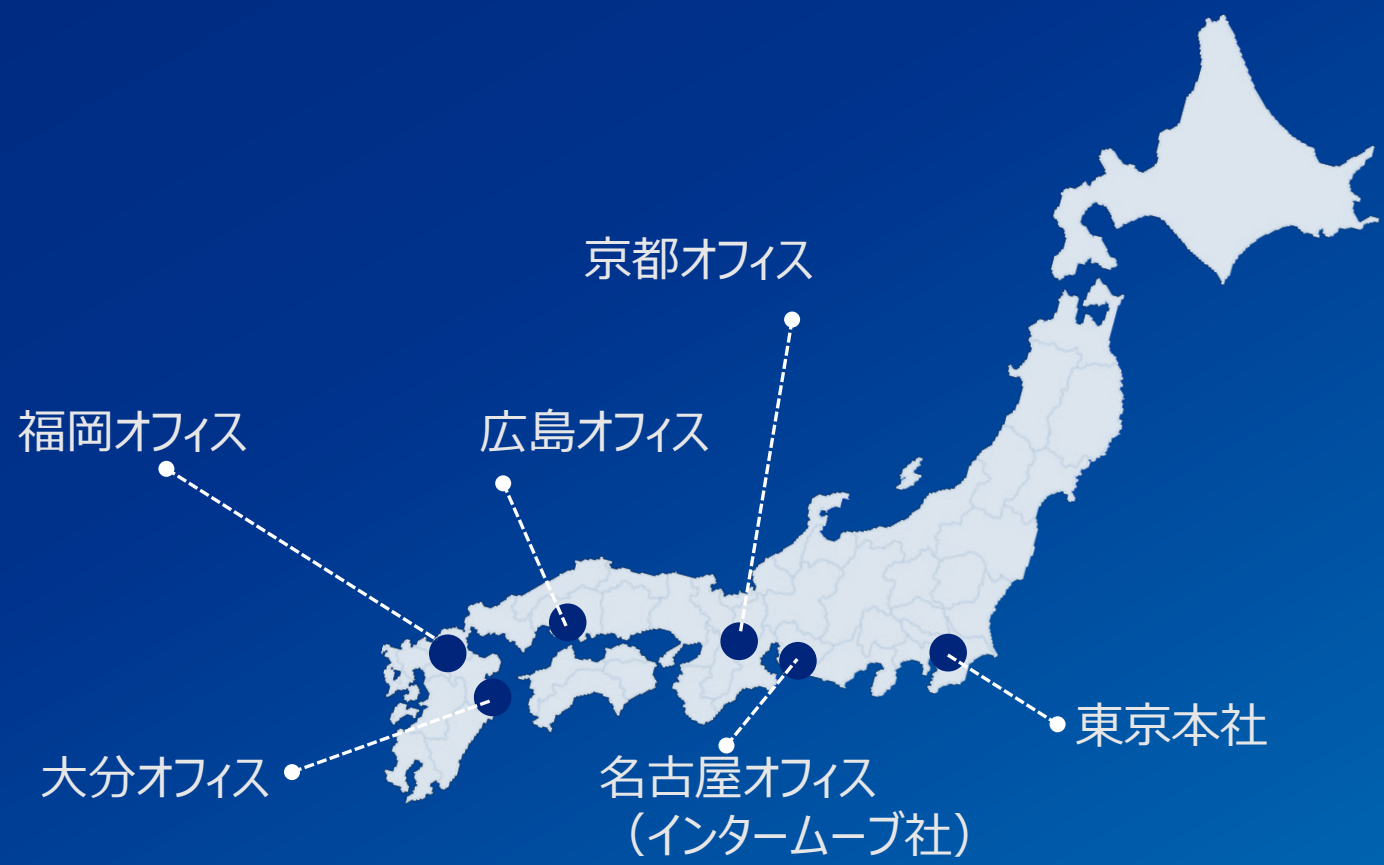 京都オフィス
福岡オフィス
広島オフィス
東京本社
大分オフィス
名古屋オフィス
（インタームーブ社）